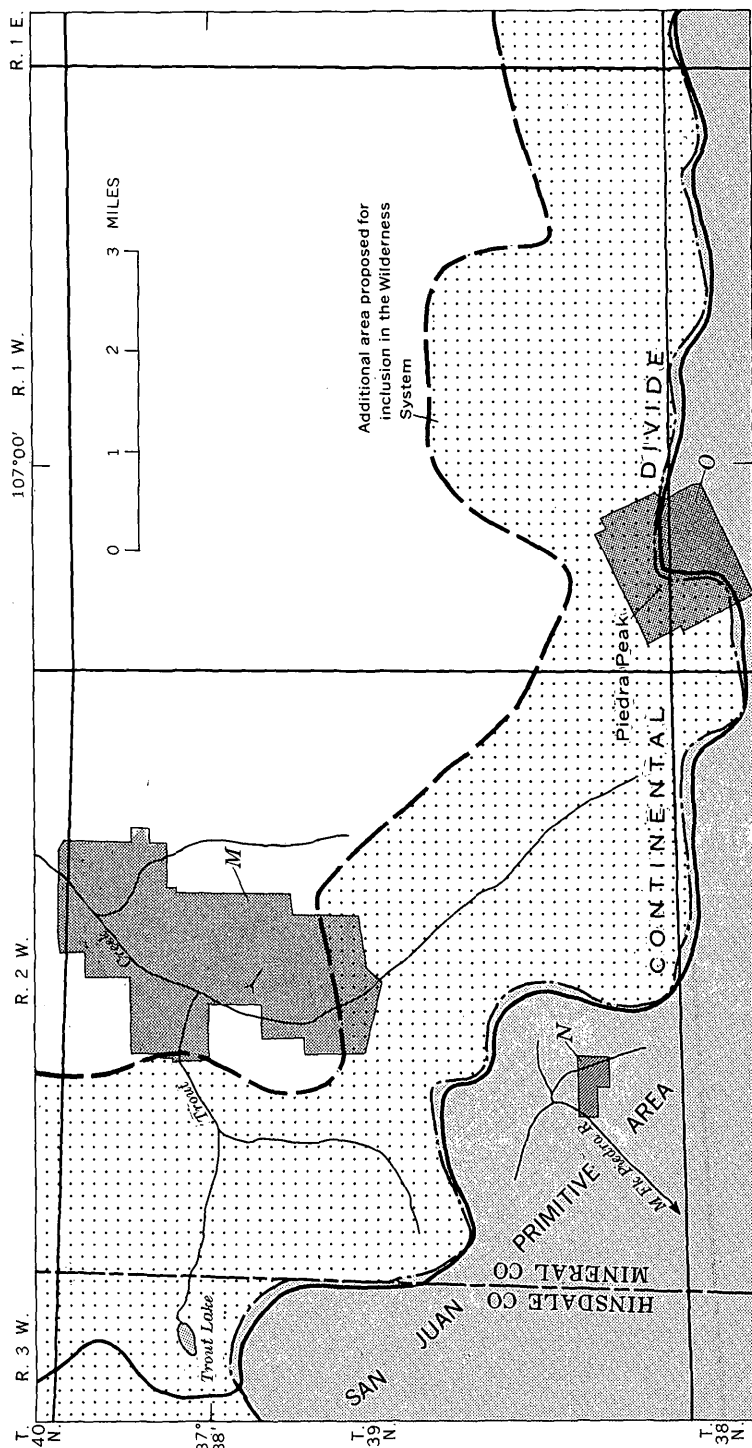 R. 3 W.
R. 2 W.
107°00'
R. 1 W.
R. 1 E.
T.
40
N.
37°
38'
T.
39
N.
T.
38
N.
0 1 2 3 MILES
Additional area proposed for
inclusion in the Wilderness
System
Creek
M
Trout
Trout Lake
Piedra Peak
O
CONTINENTAL DIVIDE
N
M Fk Piedra R
SAN JUAN PRIMITIVE AREA
MINERAL CO
HINSDALE CO